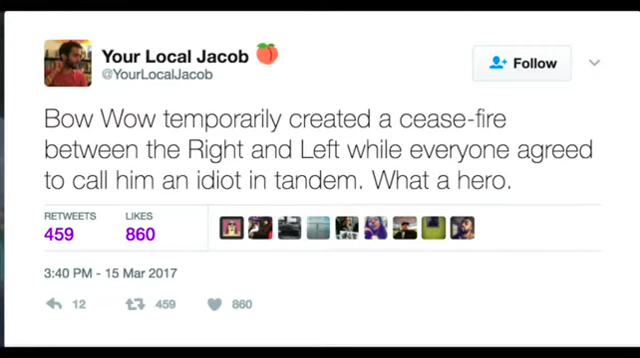 Your Local Jacob 🍑
@YourLocalJacob
Follow
Bow Wow temporarily created a cease-fire
between the Right and Left while everyone agreed
to call him an idiot in tandem. What a hero.
RETWEETS LIKES
459 860
3:40 PM - 15 Mar 2017
12 459 860